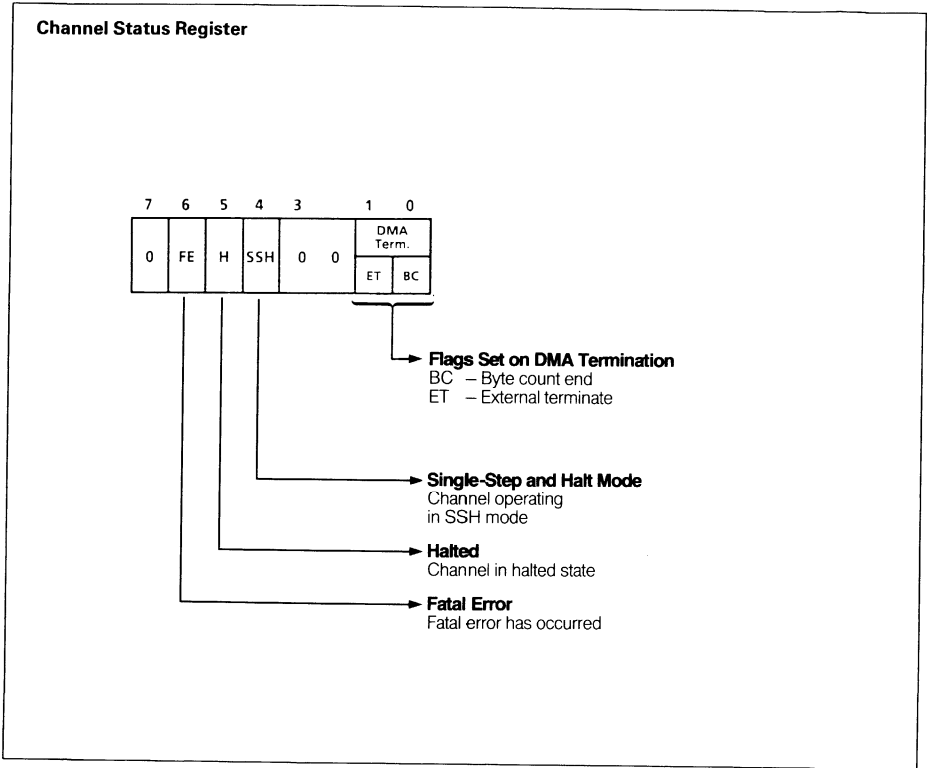 Channel Status Register
7 6 5 4 3 1 0
0 FE H SSH 0 0 DMA
Term.
ET BC
Flags Set on DMA Termination
BC – Byte count end
ET – External terminate
Single-Step and Halt Mode
Channel operating
in SSH mode
Halted
Channel in halted state
Fatal Error
Fatal error has occurred